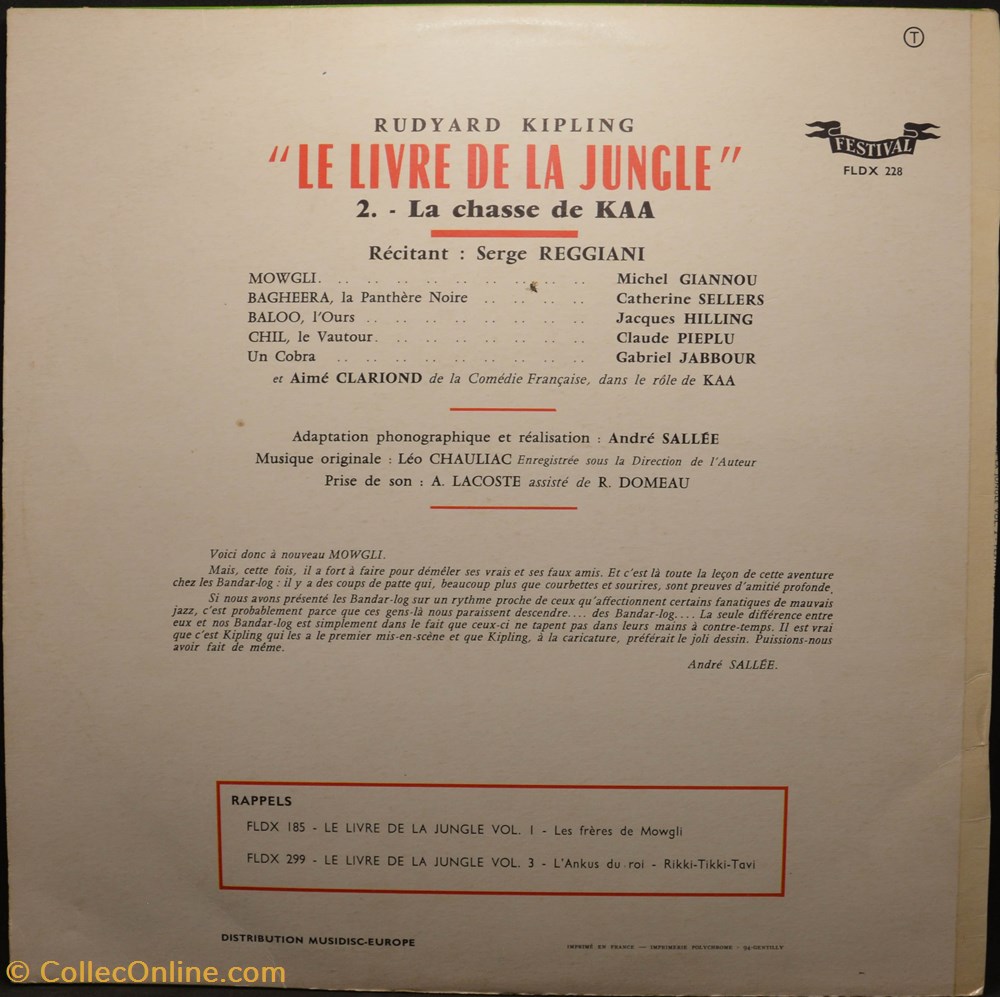 T
RUDYARD KIPLING
"LE LIVRE DE LA JUNGLE"
2. - La chasse de KAA
FESTIVAL
FLDX 228
Récitant : Serge REGGIANI
MOWGLI. .. .. .. .. .. .. .. .. .. Michel GIANNOU
BAGHEERA, la Panthère Noire .. .. .. .. Catherine SELLERS
BALOO, l'Ours .. .. .. .. .. .. .. .. Jacques HILLING
CHIL, le Vautour. .. .. .. .. .. .. .. Claude PIEPLU
Un Cobra .. .. .. .. .. .. .. .. .. Gabriel JABBOUR
et Aimé CLARIOND de la Comédie Française, dans le rôle de KAA
Adaptation phonographique et réalisation : André SALLÉE
Musique originale : Léo CHAULIAC Enregistrée sous la Direction de l'Auteur
Prise de son : A. LACOSTE assisté de R. DOMEAU
Voici donc à nouveau MOWGLI.
Mais, cette fois, il a fort à faire pour démêler ses vrais et ses faux amis. Et c'est là toute la leçon de cette aventure
chez les Bandar-log : il y a des coups de patte qui, beaucoup plus que courbettes et sourires, sont preuves d'amitié profonde.
Si nous avons présenté les Bandar-log sur un rythme proche de ceux qu'affectionnent certains fanatiques de mauvais
jazz, c'est probablement parce que ces gens-là nous paraissent descendre.... des Bandar-log.... La seule différence entre
eux et nos Bandar-log est simplement dans le fait que ceux-ci ne tapent pas dans leurs mains à contre-temps. Il est vrai
que c'est Kipling qui les a le premier mis-en-scène et que Kipling, à la caricature, préférait le joli dessin. Puissions-nous
avoir fait de même.
André SALLÉE.
RAPPELS
FLDX 185 - LE LIVRE DE LA JUNGLE VOL. 1 - Les frères de Mowgli
FLDX 299 - LE LIVRE DE LA JUNGLE VOL. 3 - L'Ankus du roi - Rikki-Tikki-Tavi
DISTRIBUTION MUSIDISC-EUROPE
IMPRIMÉ EN FRANCE — IMPRIMERIE POLYCHROME - 94-GENTILLY
© CollecOnline.com